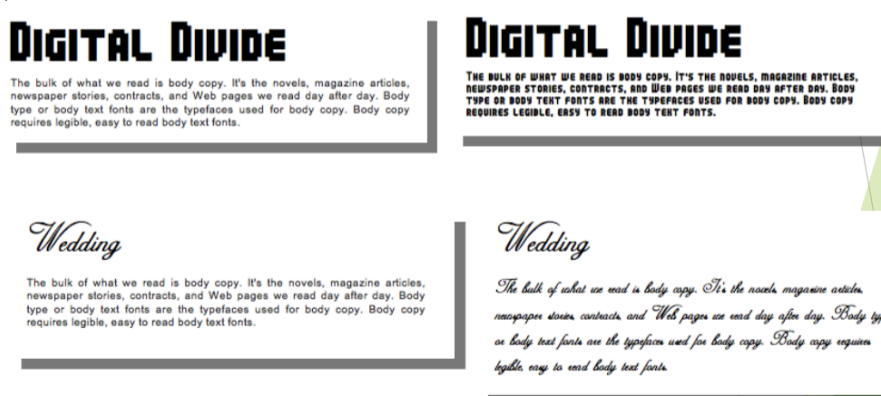 Digital Divide
The bulk of what we read is body copy. It's the novels, magazine articles,
newspaper stories, contracts, and Web pages we read day after day. Body
type or body text fonts are the typefaces used for body copy. Body copy
requires legible, easy to read body text fonts.
Digital Divide
The bulk of what we read is body copy. It's the novels, magazine articles,
newspaper stories, contracts, and Web pages we read day after day. Body
type or body text fonts are the typefaces used for body copy. Body copy
requires legible, easy to read body text fonts.
Wedding
The bulk of what we read is body copy. It's the novels, magazine articles,
newspaper stories, contracts, and Web pages we read day after day. Body
type or body text fonts are the typefaces used for body copy. Body copy
requires legible, easy to read body text fonts.
Wedding
The bulk of what we read is body copy. It's the novels, magazine articles,
newspaper stories, contracts, and Web pages we read day after day. Body
or body text fonts are the typefaces used for body copy. Body copy requires
legible, easy to read body text fonts.